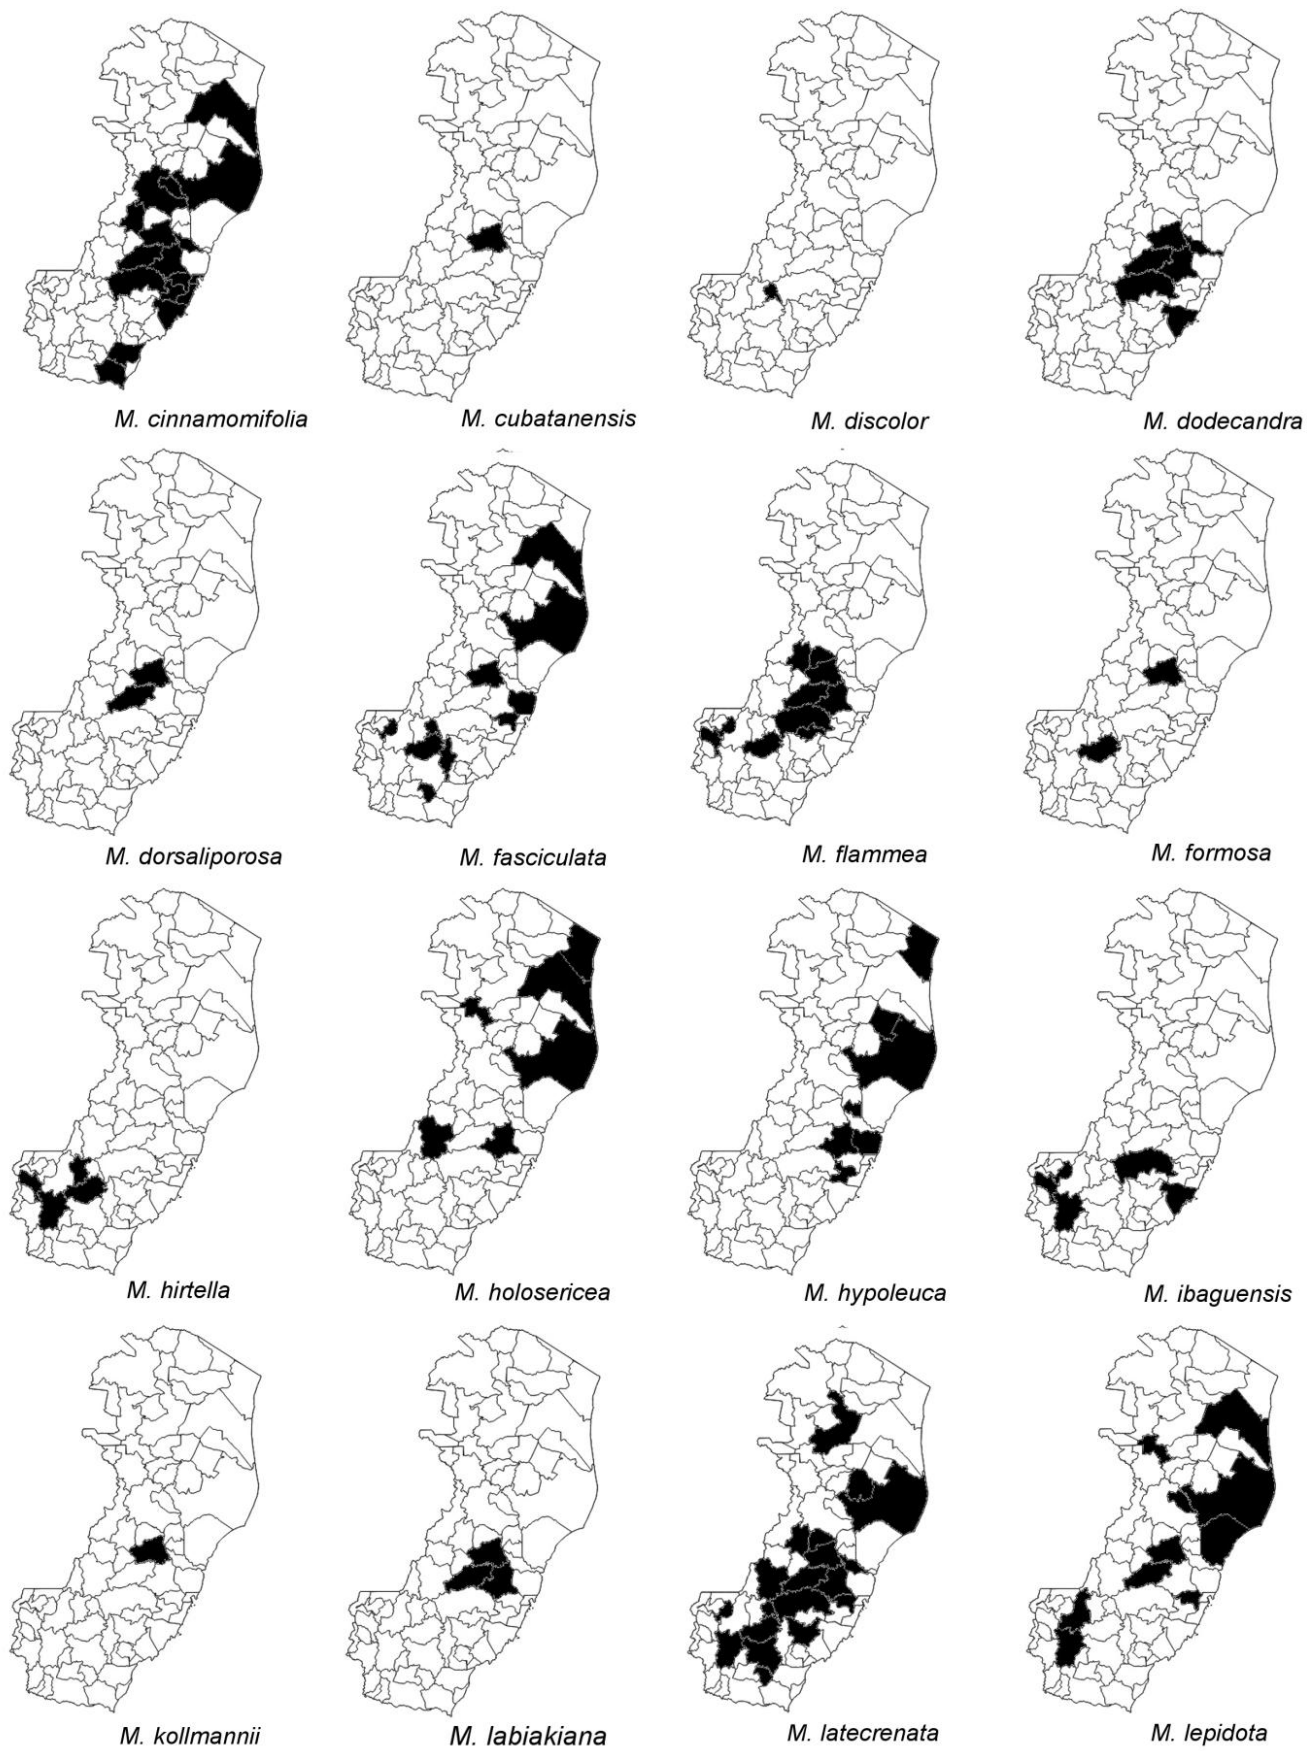 M. cinnamomifolia
M. cubatanensis
M. discolor
M. dodecandra
M. dorsaliporosa
M. fasciculata
M. flammea
M. formosa
M. hirtella
M. holosericea
M. hypoleuca
M. ibaguensis
M. kollmannii
M. labiakiana
M. latecrenata
M. lepidota